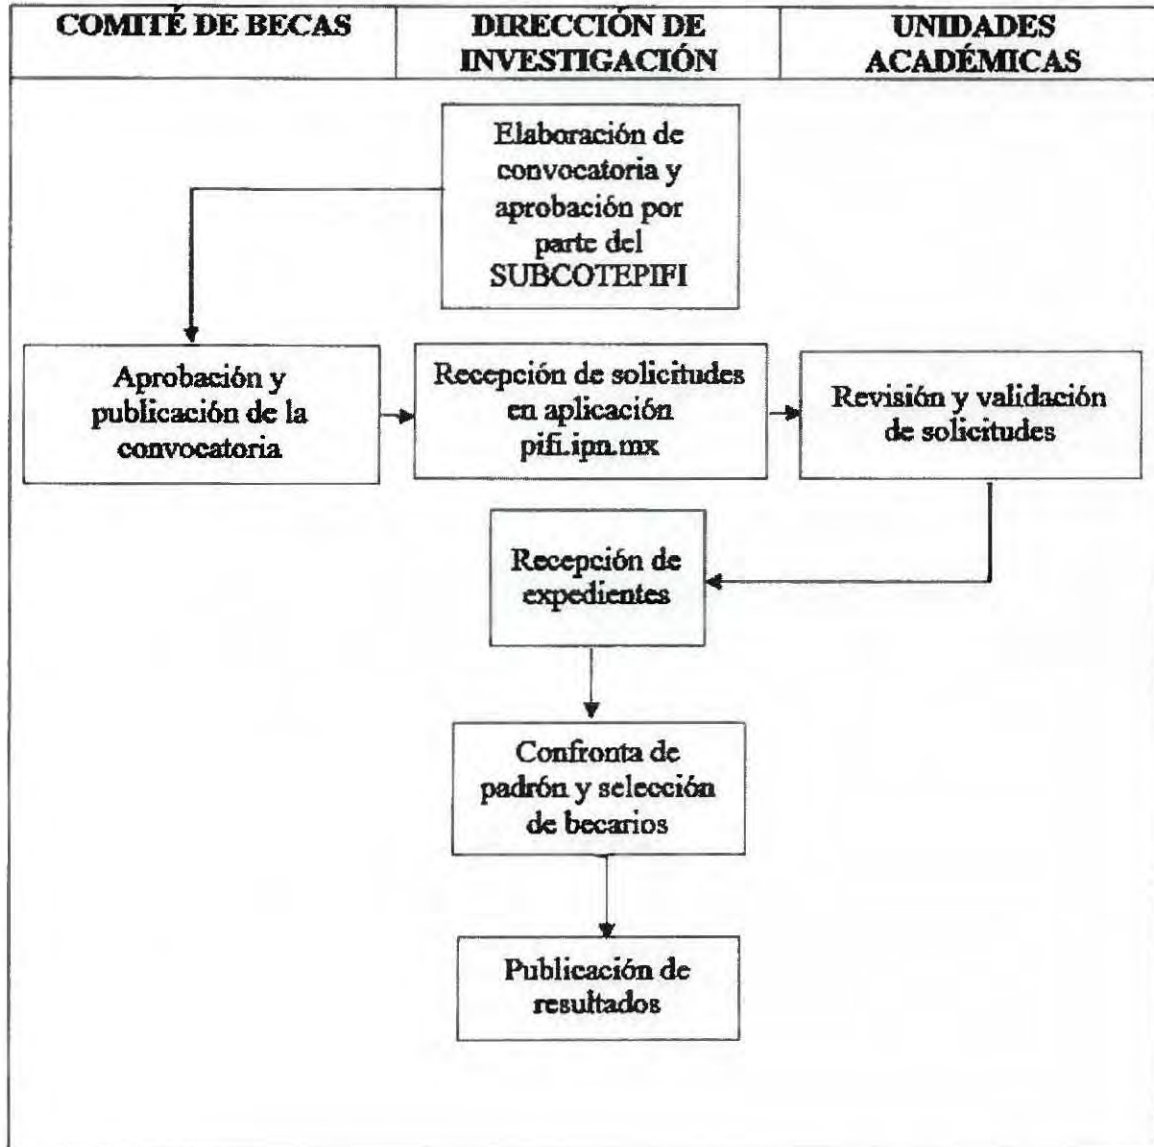 COMITÉ DE BECAS
DIRECCIÓN DE
INVESTIGACIÓN
UNIDADES
ACADÉMICAS
Elaboración de
convocatoria y
aprobación por
parte del
SUBCOTEPIFI
Aprobación y
publicación de la
convocatoria
Recepción de solicitudes
en aplicación
pifi.ipn.mx
Revisión y validación
de solicitudes
Recepción de
expedientes
Confronta de
padrón y selección
de becarios
Publicación de
resultados